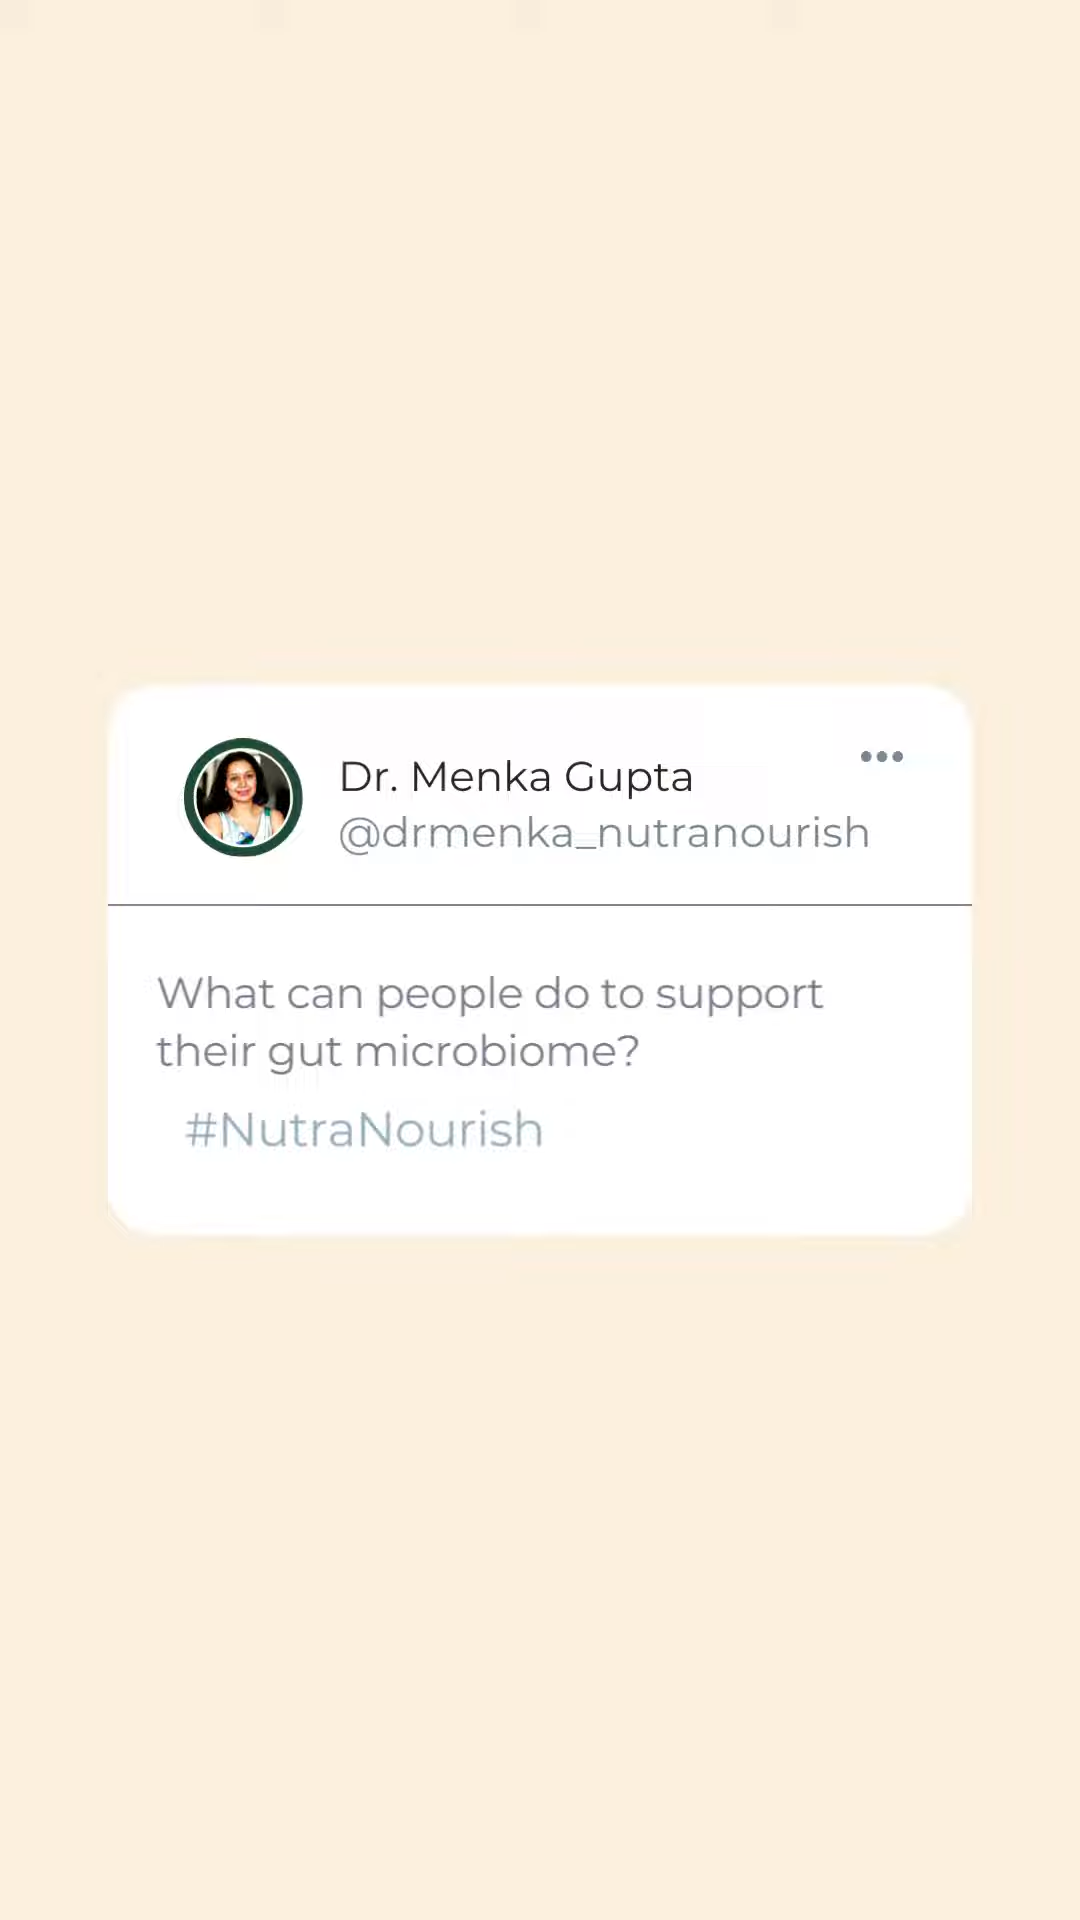 Dr. Menka Gupta
@drmenka_nutranourish
What can people do to support
their gut microbiome?
#NutraNourish